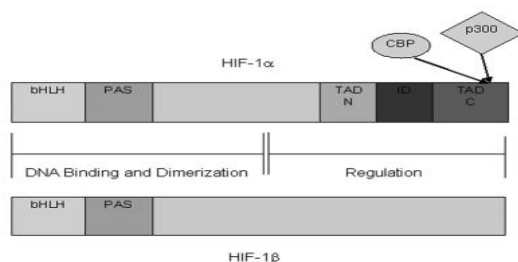 p300
CBP
HIF-1α
bHLH PAS TAD N ID TAD C
DNA Binding and Dimerization Regulation
bHLH PAS
HIF-1β